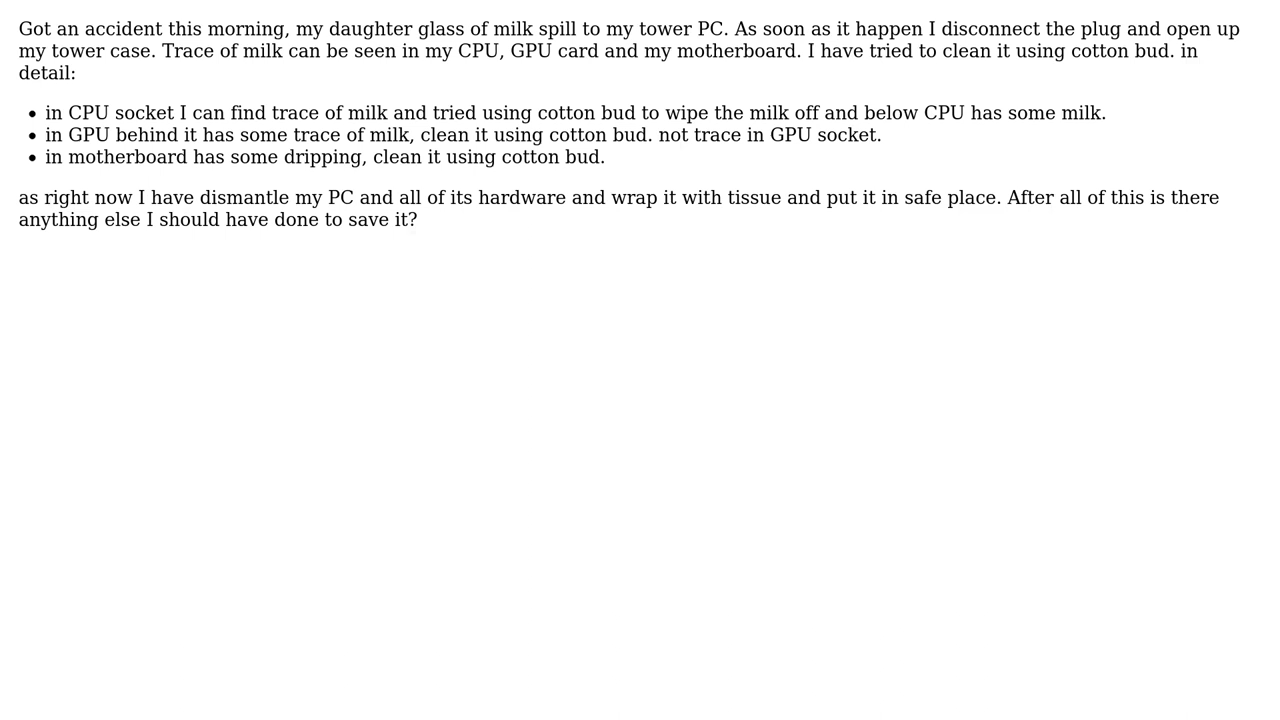 Got an accident this morning, my daughter glass of milk spill to my tower PC. As soon as it happen I disconnect the plug and open up
my tower case. Trace of milk can be seen in my CPU, GPU card and my motherboard. I have tried to clean it using cotton bud. in
detail:
• in CPU socket I can find trace of milk and tried using cotton bud to wipe the milk off and below CPU has some milk.
• in GPU behind it has some trace of milk, clean it using cotton bud. not trace in GPU socket.
• in motherboard has some dripping, clean it using cotton bud.
as right now I have dismantle my PC and all of its hardware and wrap it with tissue and put it in safe place. After all of this is there
anything else I should have done to save it?